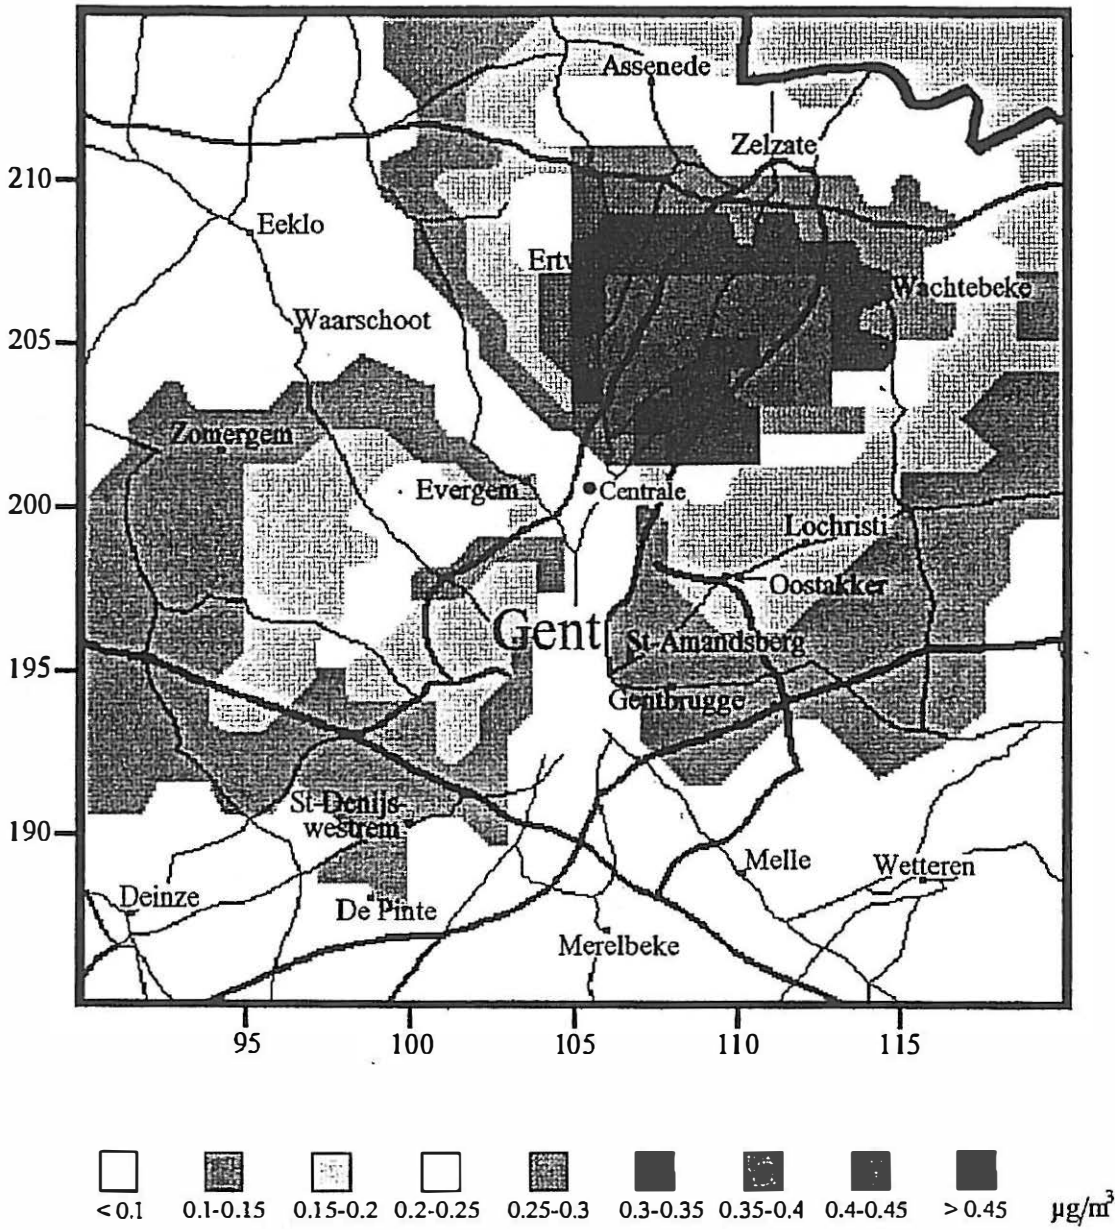 Assenede
Zelzate
210
Eeklo
Wachtebeke
Waarschoot
205
Zomergem
Evergem
Centrale
200
Lochristi
Oostakker
Gent
St-Amandsberg
195
Gentbrugge
St-Denijs-
westrem
190
Melle
Wetteren
Deinze
De Pinte
Merelbeke
95 100 105 110 115
< 0.1 0.1-0.15 0.15-0.2 0.2-0.25 0.25-0.3 0.3-0.35 0.35-0.4 0.4-0.45 > 0.45 µg/m³